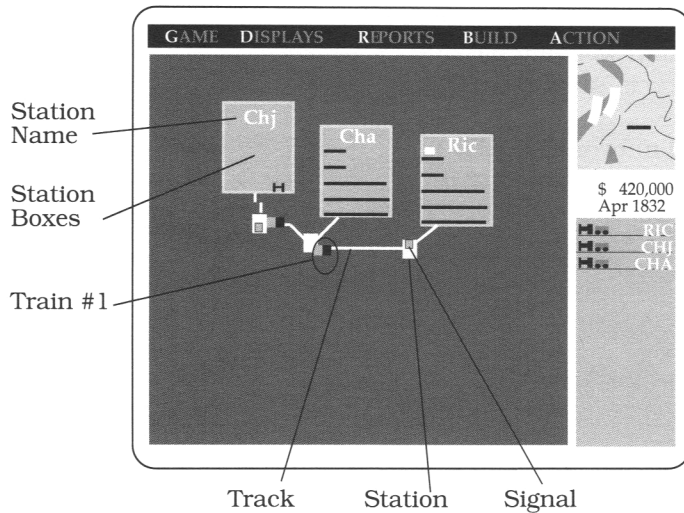 GAME DISPLAYS REPORTS BUILD ACTION
Station
Name
Chj
Cha
Ric
Station
Boxes
$ 420,000
Apr 1832
RIC
CHJ
CHA
Train #1
Track
Station
Signal